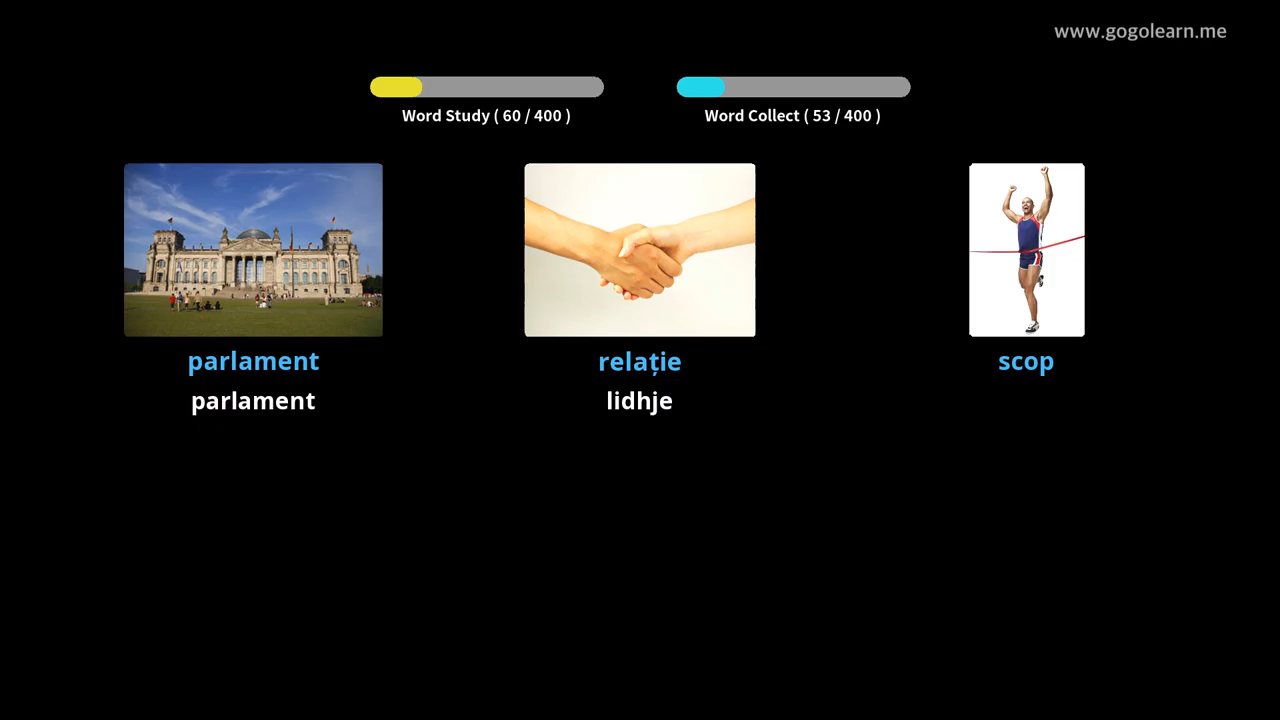 www.gogolearn.me
Word Study ( 60 / 400 )
Word Collect ( 53 / 400 )
parlament
relație
scop
parlament
lidhje